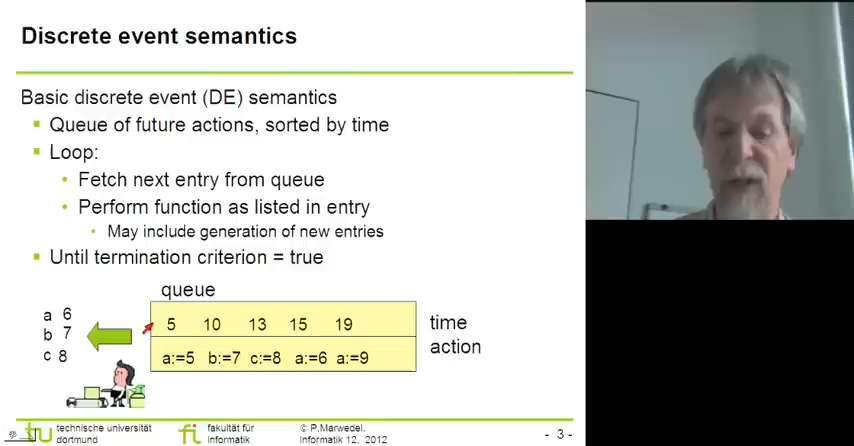 Discrete event semantics
Basic discrete event (DE) semantics
Queue of future actions, sorted by time
Loop:
Fetch next entry from queue
Perform function as listed in entry
May include generation of new entries
Until termination criterion = true
queue
a 6
b 7
c 8
5 10 13 15 19
a:=5 b:=7 c:=8 a:=6 a:=9
time
action
tu technische universität
dortmund
fi fakultät für
informatik
© P.Marwedel,
Informatik 12, 2012
- 3 -